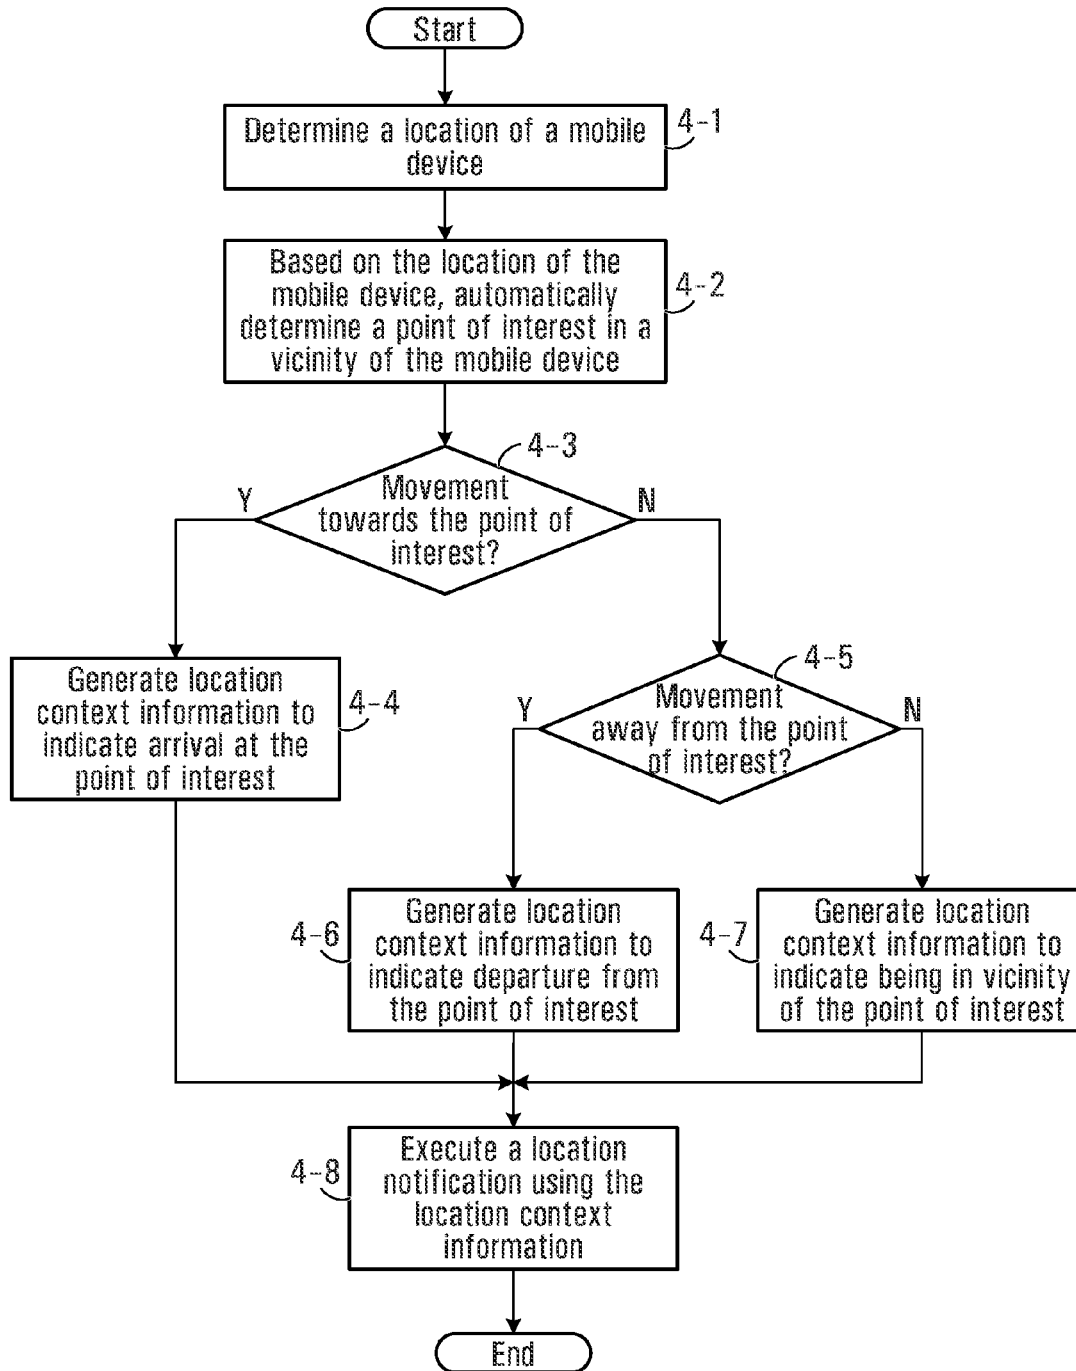 Start
Determine a location of a mobile
device
4-1
Based on the location of the
mobile device, automatically
determine a point of interest in a
vicinity of the mobile device
4-2
4-3
Y
Movement
towards the point of
interest?
N
Generate location
context information to
indicate arrival at the
point of interest
4-4
4-5
Y
Movement
away from the point
of interest?
N
4-6
Generate location
context information to
indicate departure from
the point of interest
4-7
Generate location
context information to
indicate being in vicinity
of the point of interest
4-8
Execute a location
notification using the
location context
information
End